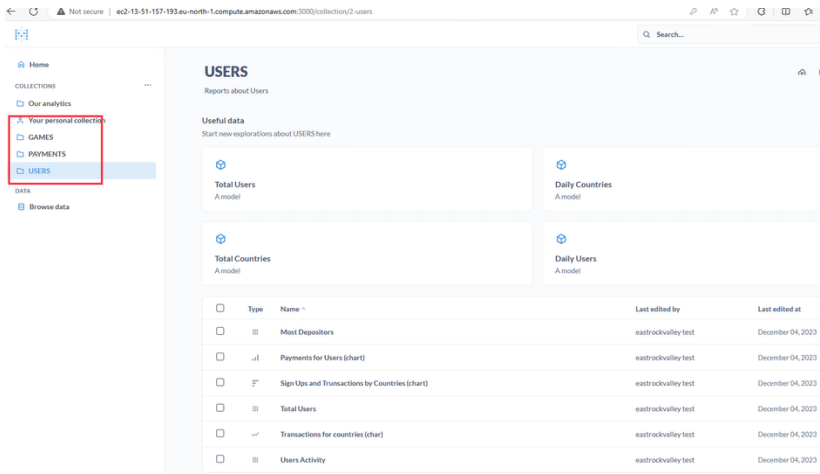 Not secure | ec2-13-51-157-193.eu-north-1.compute.amazonaws.com:3000/collection/2-users
Search...
Home
COLLECTIONS ...
Our analytics
Your personal collection
GAMES
PAYMENTS
USERS
DATA
Browse data
USERS
Reports about Users
Useful data
Start new explorations about USERS here
Total Users
A model
Daily Countries
A model
Total Countries
A model
Daily Users
A model
Type Name Last edited by Last edited at
Most Depositors eastrockvalley test December 04, 2023
Payments for Users (chart) eastrockvalley test December 04, 2023
Sign Ups and Transactions by Countries (chart) eastrockvalley test December 04, 2023
Total Users eastrockvalley test December 04, 2023
Transactions for countries (char) eastrockvalley test December 04, 2023
Users Activity eastrockvalley test December 04, 2023